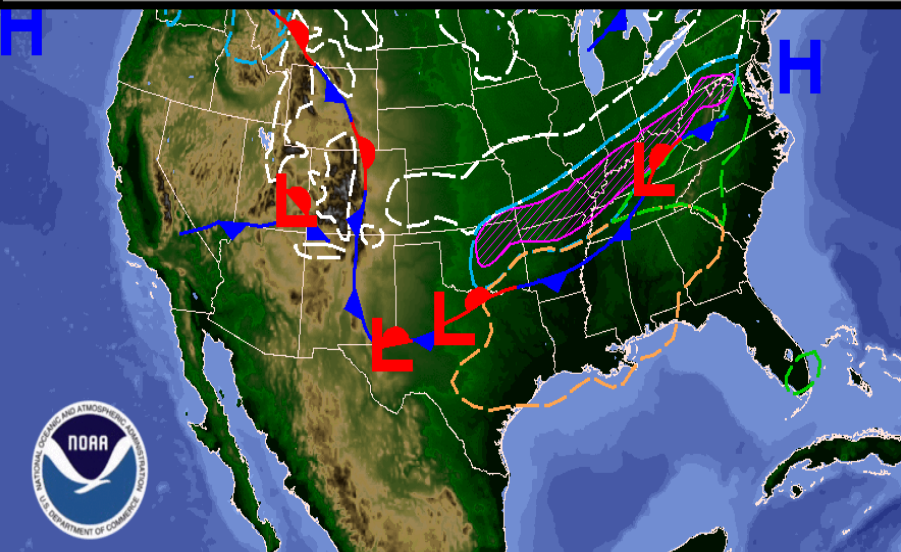 H
H
L
L
L
L
NATIONAL OCEANIC AND ATMOSPHERIC ADMINISTRATION
NOAA
U.S. DEPARTMENT OF COMMERCE